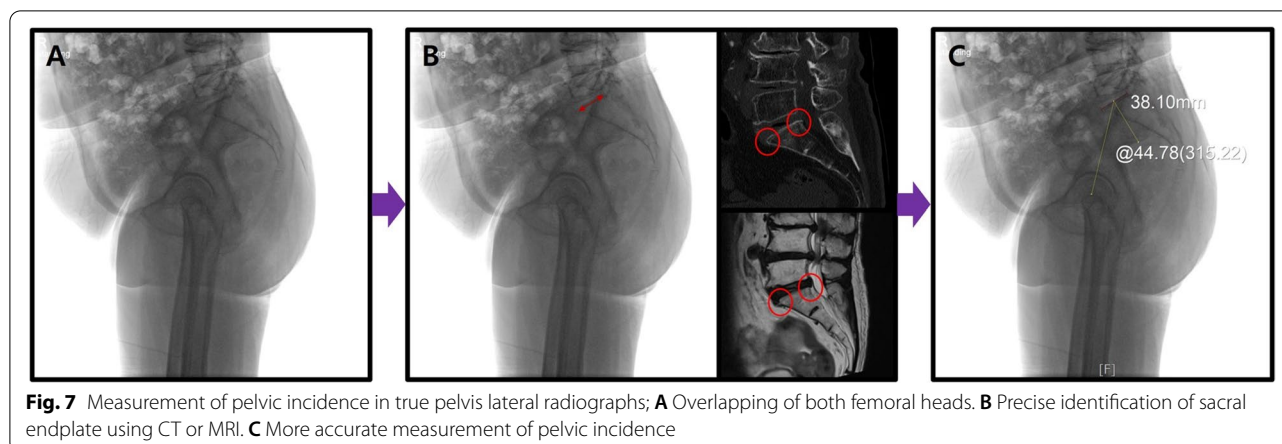 A
B
C
38.10mm
@44.78(315.22)
[F]
Fig. 7 Measurement of pelvic incidence in true pelvis lateral radiographs; A Overlapping of both femoral heads. B Precise identification of sacral
endplate using CT or MRI. C More accurate measurement of pelvic incidence